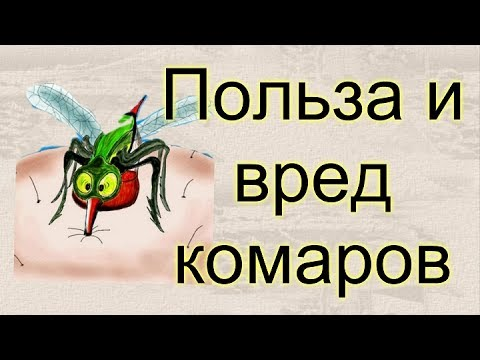 Польза и
вред
комаров